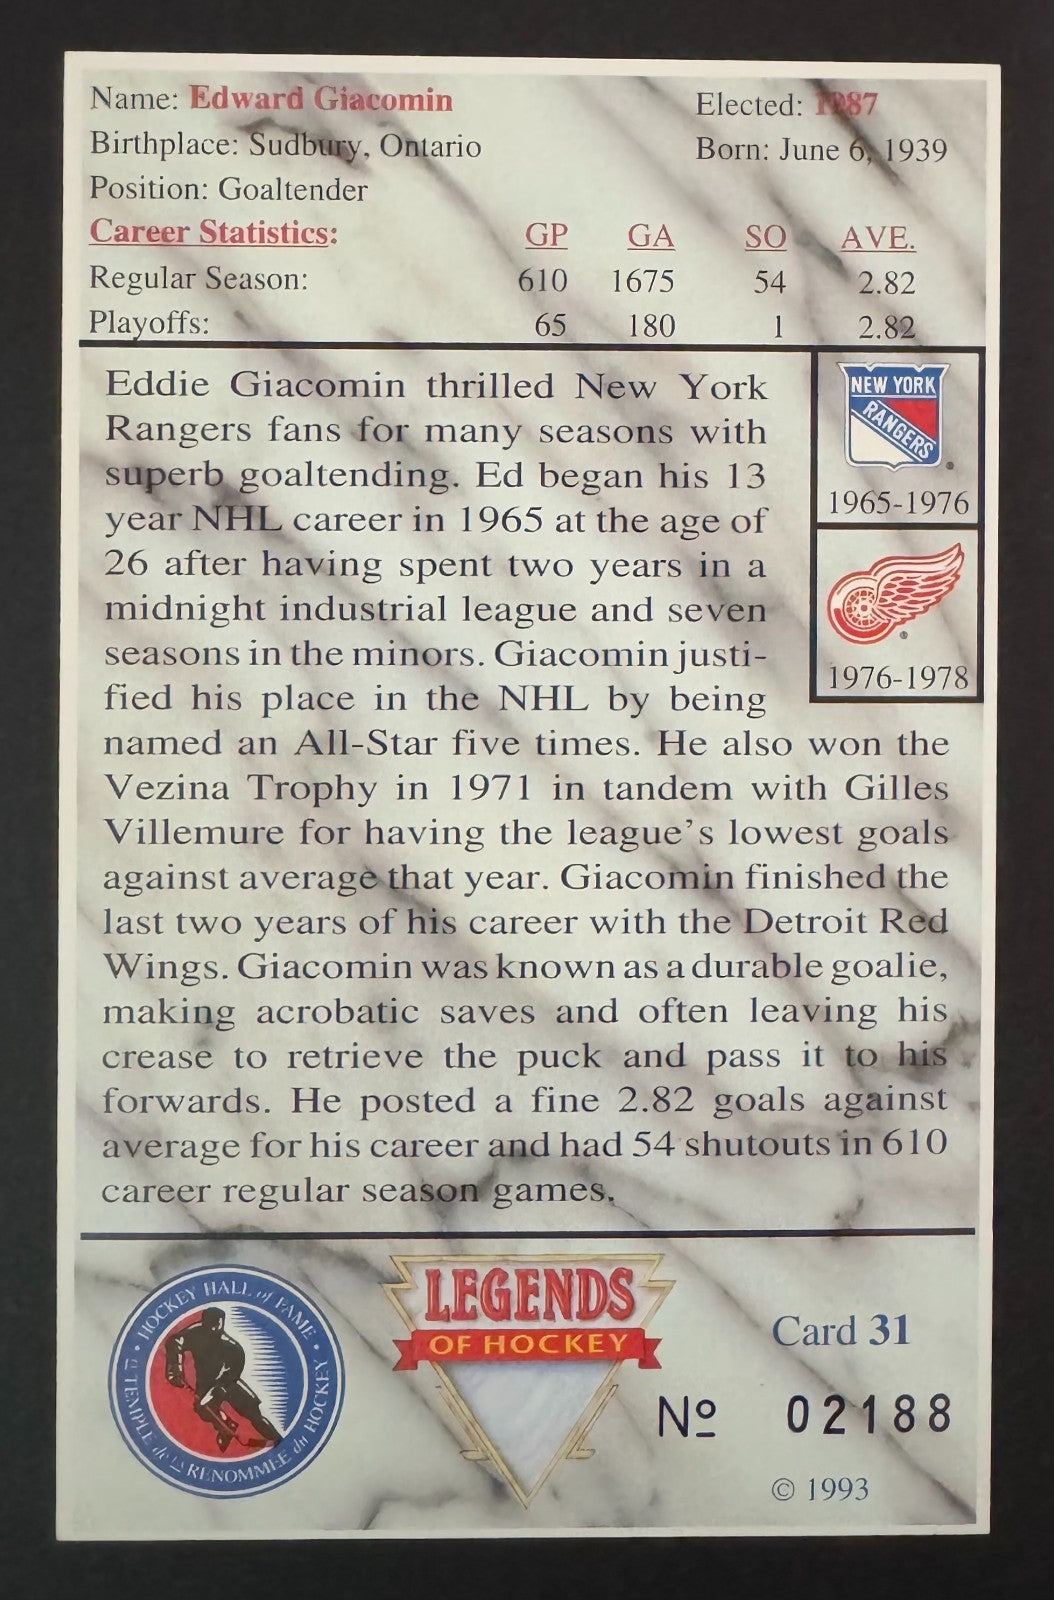 Name: Edward Giacomin Elected: 1987
Birthplace: Sudbury, Ontario Born: June 6, 1939
Position: Goaltender
Career Statistics: GP GA SO AVE.
Regular Season: 610 1675 54 2.82
Playoffs: 65 180 1 2.82
Eddie Giacomin thrilled New York
Rangers fans for many seasons with
superb goaltending. Ed began his 13
year NHL career in 1965 at the age of
26 after having spent two years in a
midnight industrial league and seven
seasons in the minors. Giacomin justi-
fied his place in the NHL by being
named an All-Star five times. He also won the
Vezina Trophy in 1971 in tandem with Gilles
Villemure for having the league's lowest goals
against average that year. Giacomin finished the
last two years of his career with the Detroit Red
Wings. Giacomin was known as a durable goalie,
making acrobatic saves and often leaving his
crease to retrieve the puck and pass it to his
forwards. He posted a fine 2.82 goals against
average for his career and had 54 shutouts in 610
career regular season games.
NEW YORK
RANGERS
1965-1976
1976-1978
HOCKEY HALL of FAME
LE TEMPLE de LA RENOMMÉE du HOCKEY
LEGENDS
OF HOCKEY
Card 31
Nº 02188
© 1993